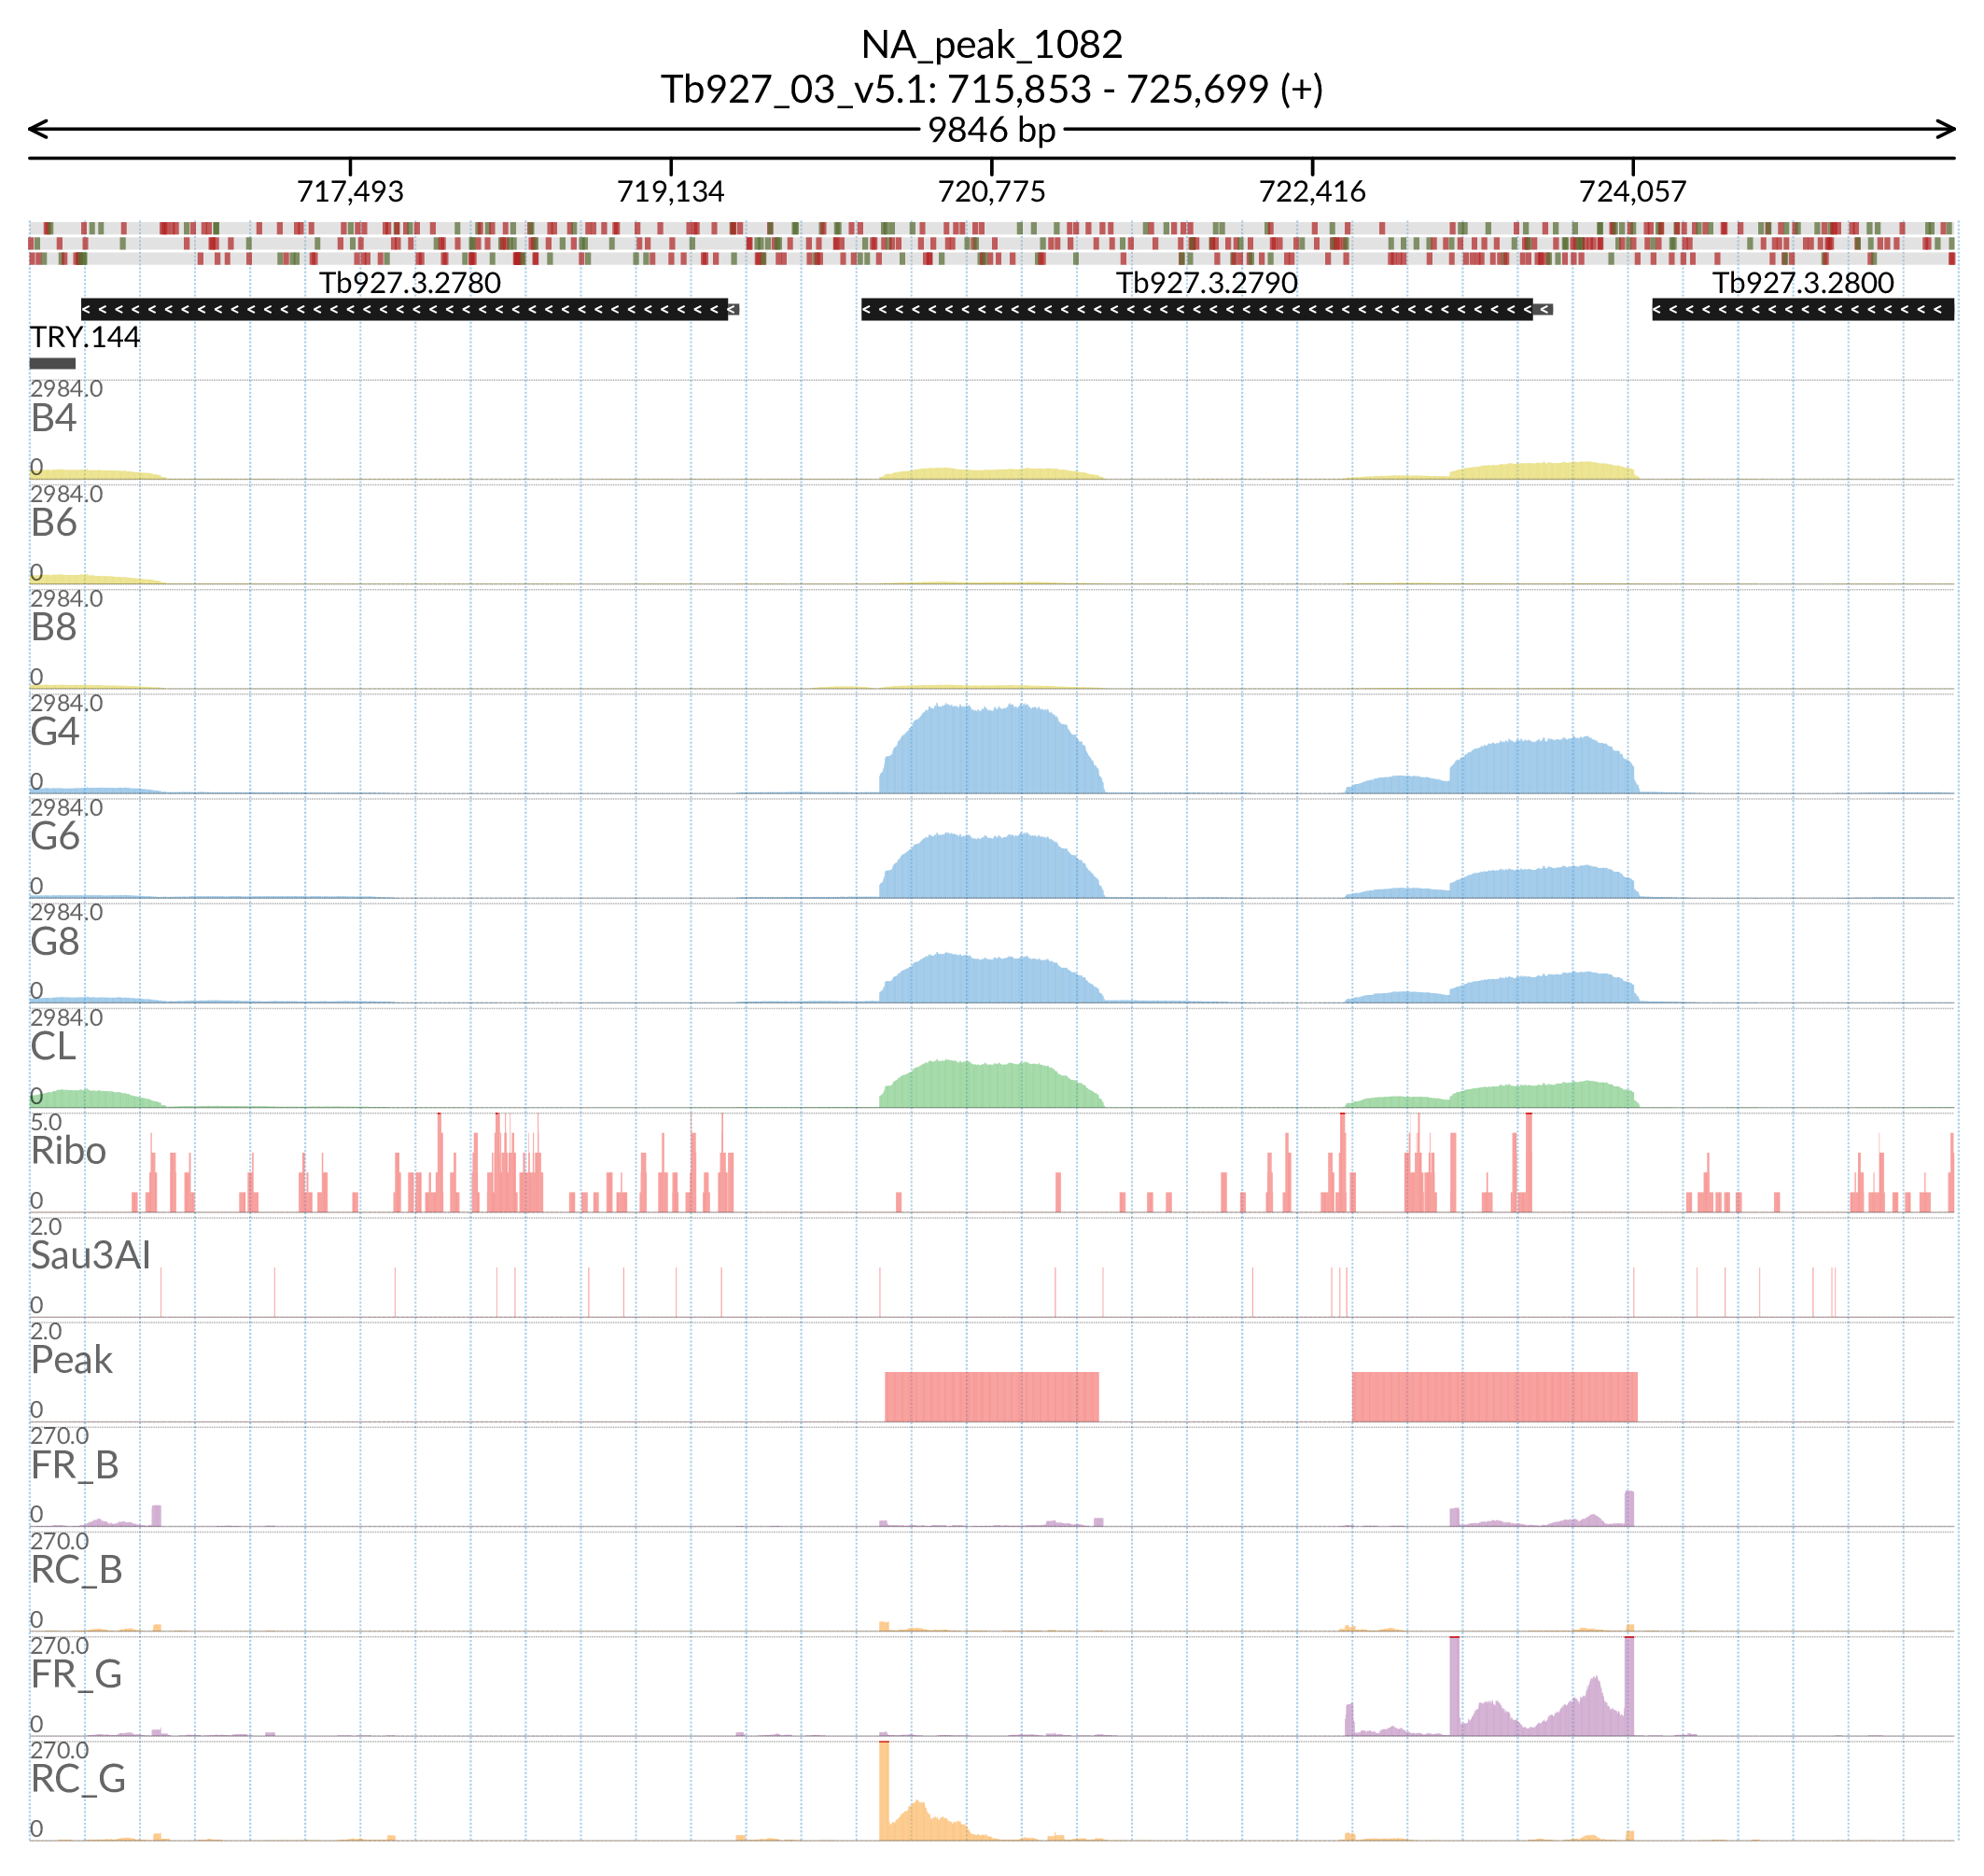 NA_peak_1082
Tb927_03_v5.1: 715,853 - 725,699 (+)
9846 bp
717,493 719,134 720,775 722,416 724,057
Tb927.3.2780 Tb927.3.2790 Tb927.3.2800
TRY.144
2984.0
B4
0
2984.0
B6
0
2984.0
B8
0
2984.0
G4
0
2984.0
G6
0
2984.0
G8
0
2984.0
CL
0
5.0
Ribo
0
2.0
Sau3AI
0
2.0
Peak
0
270.0
FR_B
0
270.0
RC_B
0
270.0
FR_G
0
270.0
RC_G
0